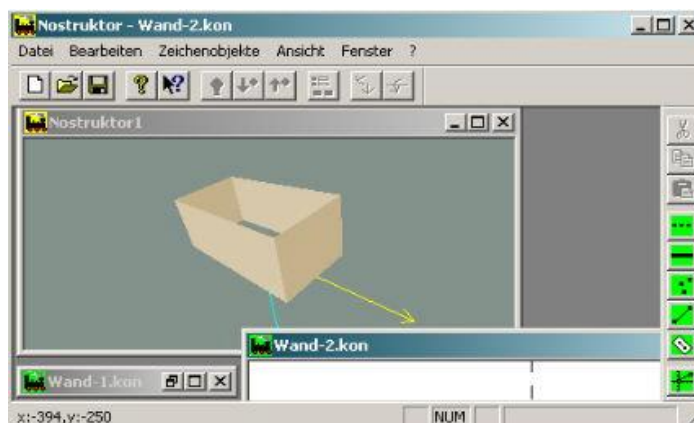 Nostruktor - Wand-2.kon
Datei Bearbeiten Zeichenobjekte Ansicht Fenster ?
Nostruktor1
Wand-2.kon
Wand-1.kon
x:-394,y:-250
NUM